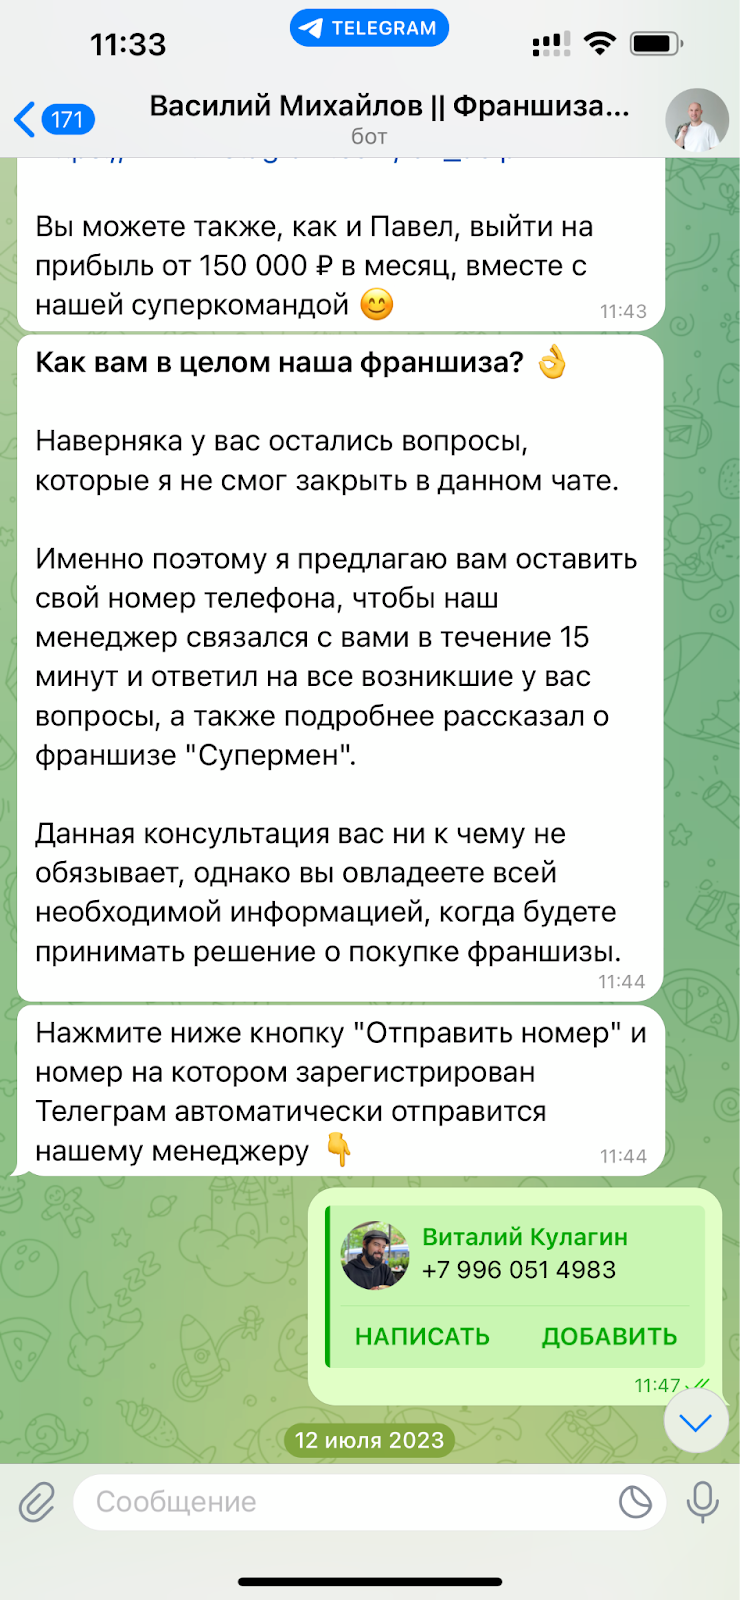 11:33
TELEGRAM
171
Василий Михайлов || Франшиза...
бот
Вы можете также, как и Павел, выйти на
прибыль от 150 000 ₽ в месяц, вместе с
нашей суперкомандой 😊
11:43
Как вам в целом наша франшиза? 👌
Наверняка у вас остались вопросы,
которые я не смог закрыть в данном чате.
Именно поэтому я предлагаю вам оставить
свой номер телефона, чтобы наш
менеджер связался с вами в течение 15
минут и ответил на все возникшие у вас
вопросы, а также подробнее рассказал о
франшизе "Супермен".
Данная консультация вас ни к чему не
обязывает, однако вы овладеете всей
необходимой информацией, когда будете
принимать решение о покупке франшизы.
11:44
Нажмите ниже кнопку "Отправить номер" и
номер на котором зарегистрирован
Телеграм автоматически отправится
нашему менеджеру 👇
11:44
Виталий Кулагин
+7 996 051 4983
НАПИСАТЬ ДОБАВИТЬ
11:47
12 июля 2023
Сообщение